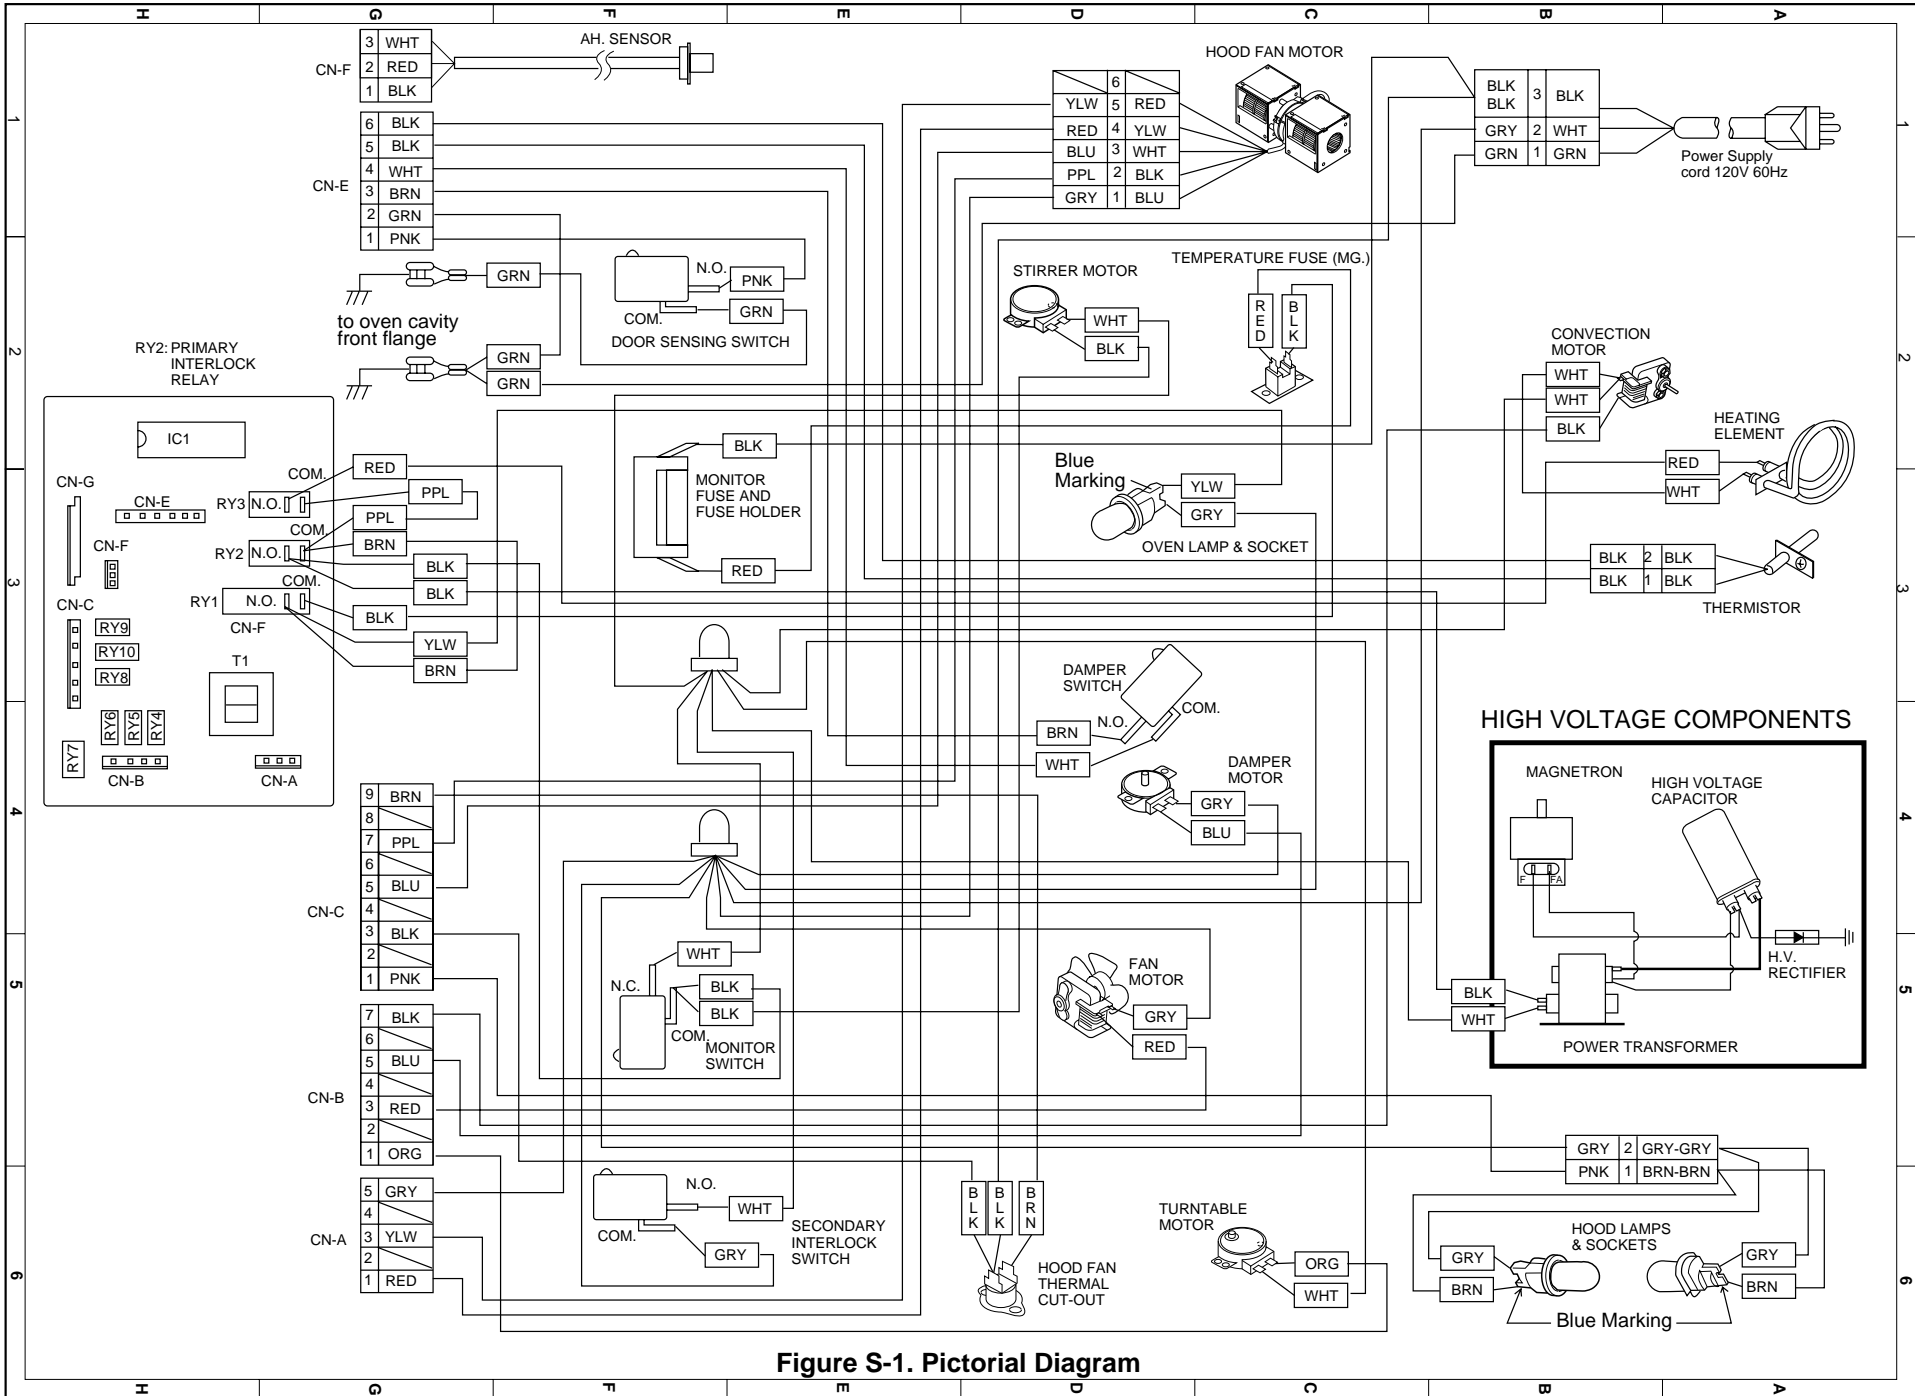 H G F E D C B A
CN-F
3 WHT
2 RED
1 BLK
AH. SENSOR
CN-E
6 BLK
5 BLK
4 WHT
3 BRN
2 GRN
1 PNK
HOOD FAN MOTOR
6
YLW 5 RED
RED 4 YLW
BLU 3 WHT
PPL 2 BLK
GRY 1 BLU
BLK
BLK 3 BLK
GRY 2 WHT
GRN 1 GRN
Power Supply
cord 120V 60Hz
1
1
GRN
to oven cavity
front flange
GRN
GRN
N.O.
PNK
COM.
GRN
DOOR SENSING SWITCH
STIRRER MOTOR
WHT
BLK
TEMPERATURE FUSE (MG.)
RED
BLK
CONVECTION
MOTOR
WHT
WHT
BLK
HEATING
ELEMENT
RED
WHT
2
2
RY2: PRIMARY
INTERLOCK
RELAY
IC1
CN-G
CN-E
CN-F
CN-C
COM.
RY3 N.O.
COM.
RY2 N.O.
COM.
RY1 N.O.
CN-F
RY9
RY10
RY8
T1
RY6
RY5
RY4
RY7
CN-B
CN-A
RED
PPL
PPL
BRN
BLK
BLK
BLK
YLW
BRN
BLK
MONITOR
FUSE AND
FUSE HOLDER
RED
Blue
Marking
YLW
GRY
OVEN LAMP & SOCKET
BLK 2 BLK
BLK 1 BLK
THERMISTOR
3
3
DAMPER
SWITCH
COM.
N.O.
BRN
WHT
DAMPER
MOTOR
GRY
BLU
HIGH VOLTAGE COMPONENTS
MAGNETRON
F FA
HIGH VOLTAGE
CAPACITOR
H.V.
RECTIFIER
BLK
WHT
POWER TRANSFORMER
4
4
CN-C
9 BRN
8
7 PPL
6
5 BLU
4
3 BLK
2
1 PNK
WHT
N.C.
BLK
BLK
COM.
MONITOR
SWITCH
FAN
MOTOR
GRY
RED
5
5
CN-B
7 BLK
6
5 BLU
4
3 RED
2
1 ORG
CN-A
5 GRY
4
3 YLW
2
1 RED
N.O.
WHT
COM.
GRY
SECONDARY
INTERLOCK
SWITCH
BLK
BLK
BRN
HOOD FAN
THERMAL
CUT-OUT
TURNTABLE
MOTOR
ORG
WHT
GRY 2 GRY-GRY
PNK 1 BRN-BRN
HOOD LAMPS
& SOCKETS
GRY
BRN
GRY
BRN
Blue Marking
6
6
Figure S-1. Pictorial Diagram
H G F E D C B A